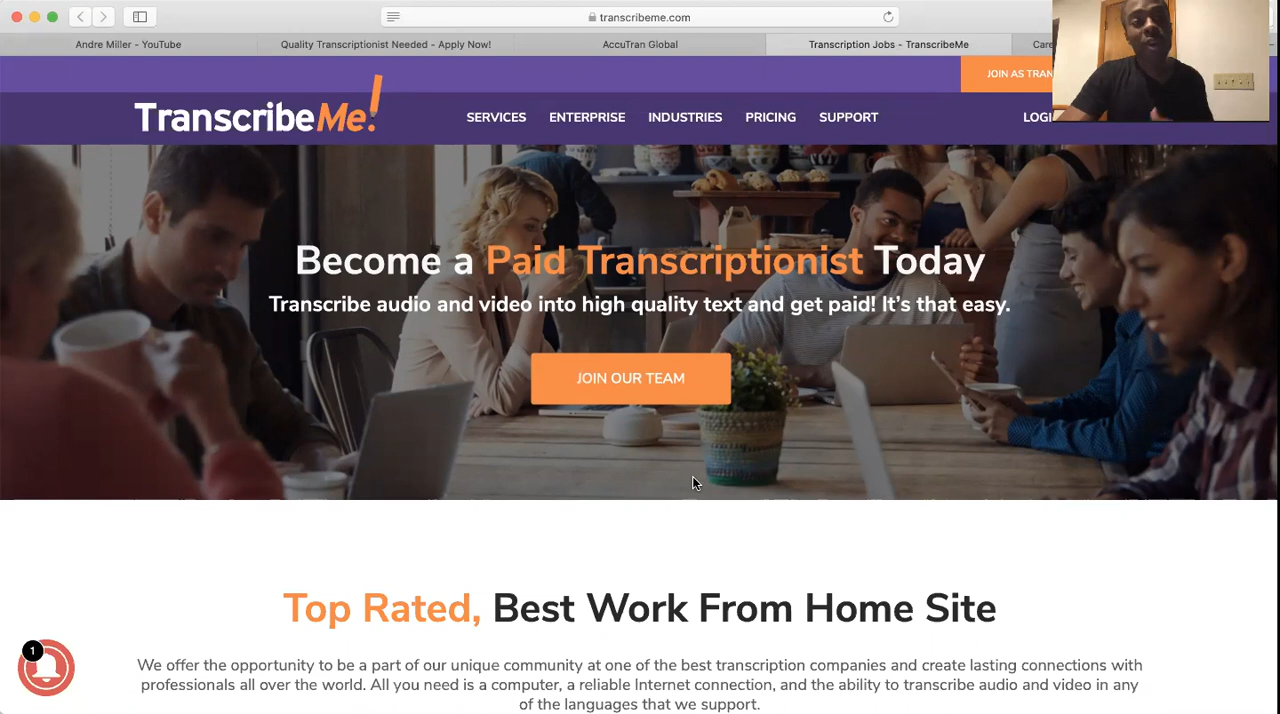 transcribeme.com
Andre Miller - YouTube
Quality Transcriptionist Needed - Apply Now!
AccuTran Global
Transcription Jobs - TranscribeMe
JOIN AS
TranscribeMe!
SERVICES
ENTERPRISE
INDUSTRIES
PRICING
SUPPORT
Become a Paid Transcriptionist Today
Transcribe audio and video into high quality text and get paid! It's that easy.
JOIN OUR TEAM
Top Rated, Best Work From Home Site
1
We offer the opportunity to be a part of our unique community at one of the best transcription companies and create lasting connections with
professionals all over the world. All you need is a computer, a reliable Internet connection, and the ability to transcribe audio and video in any
of the languages that we support.